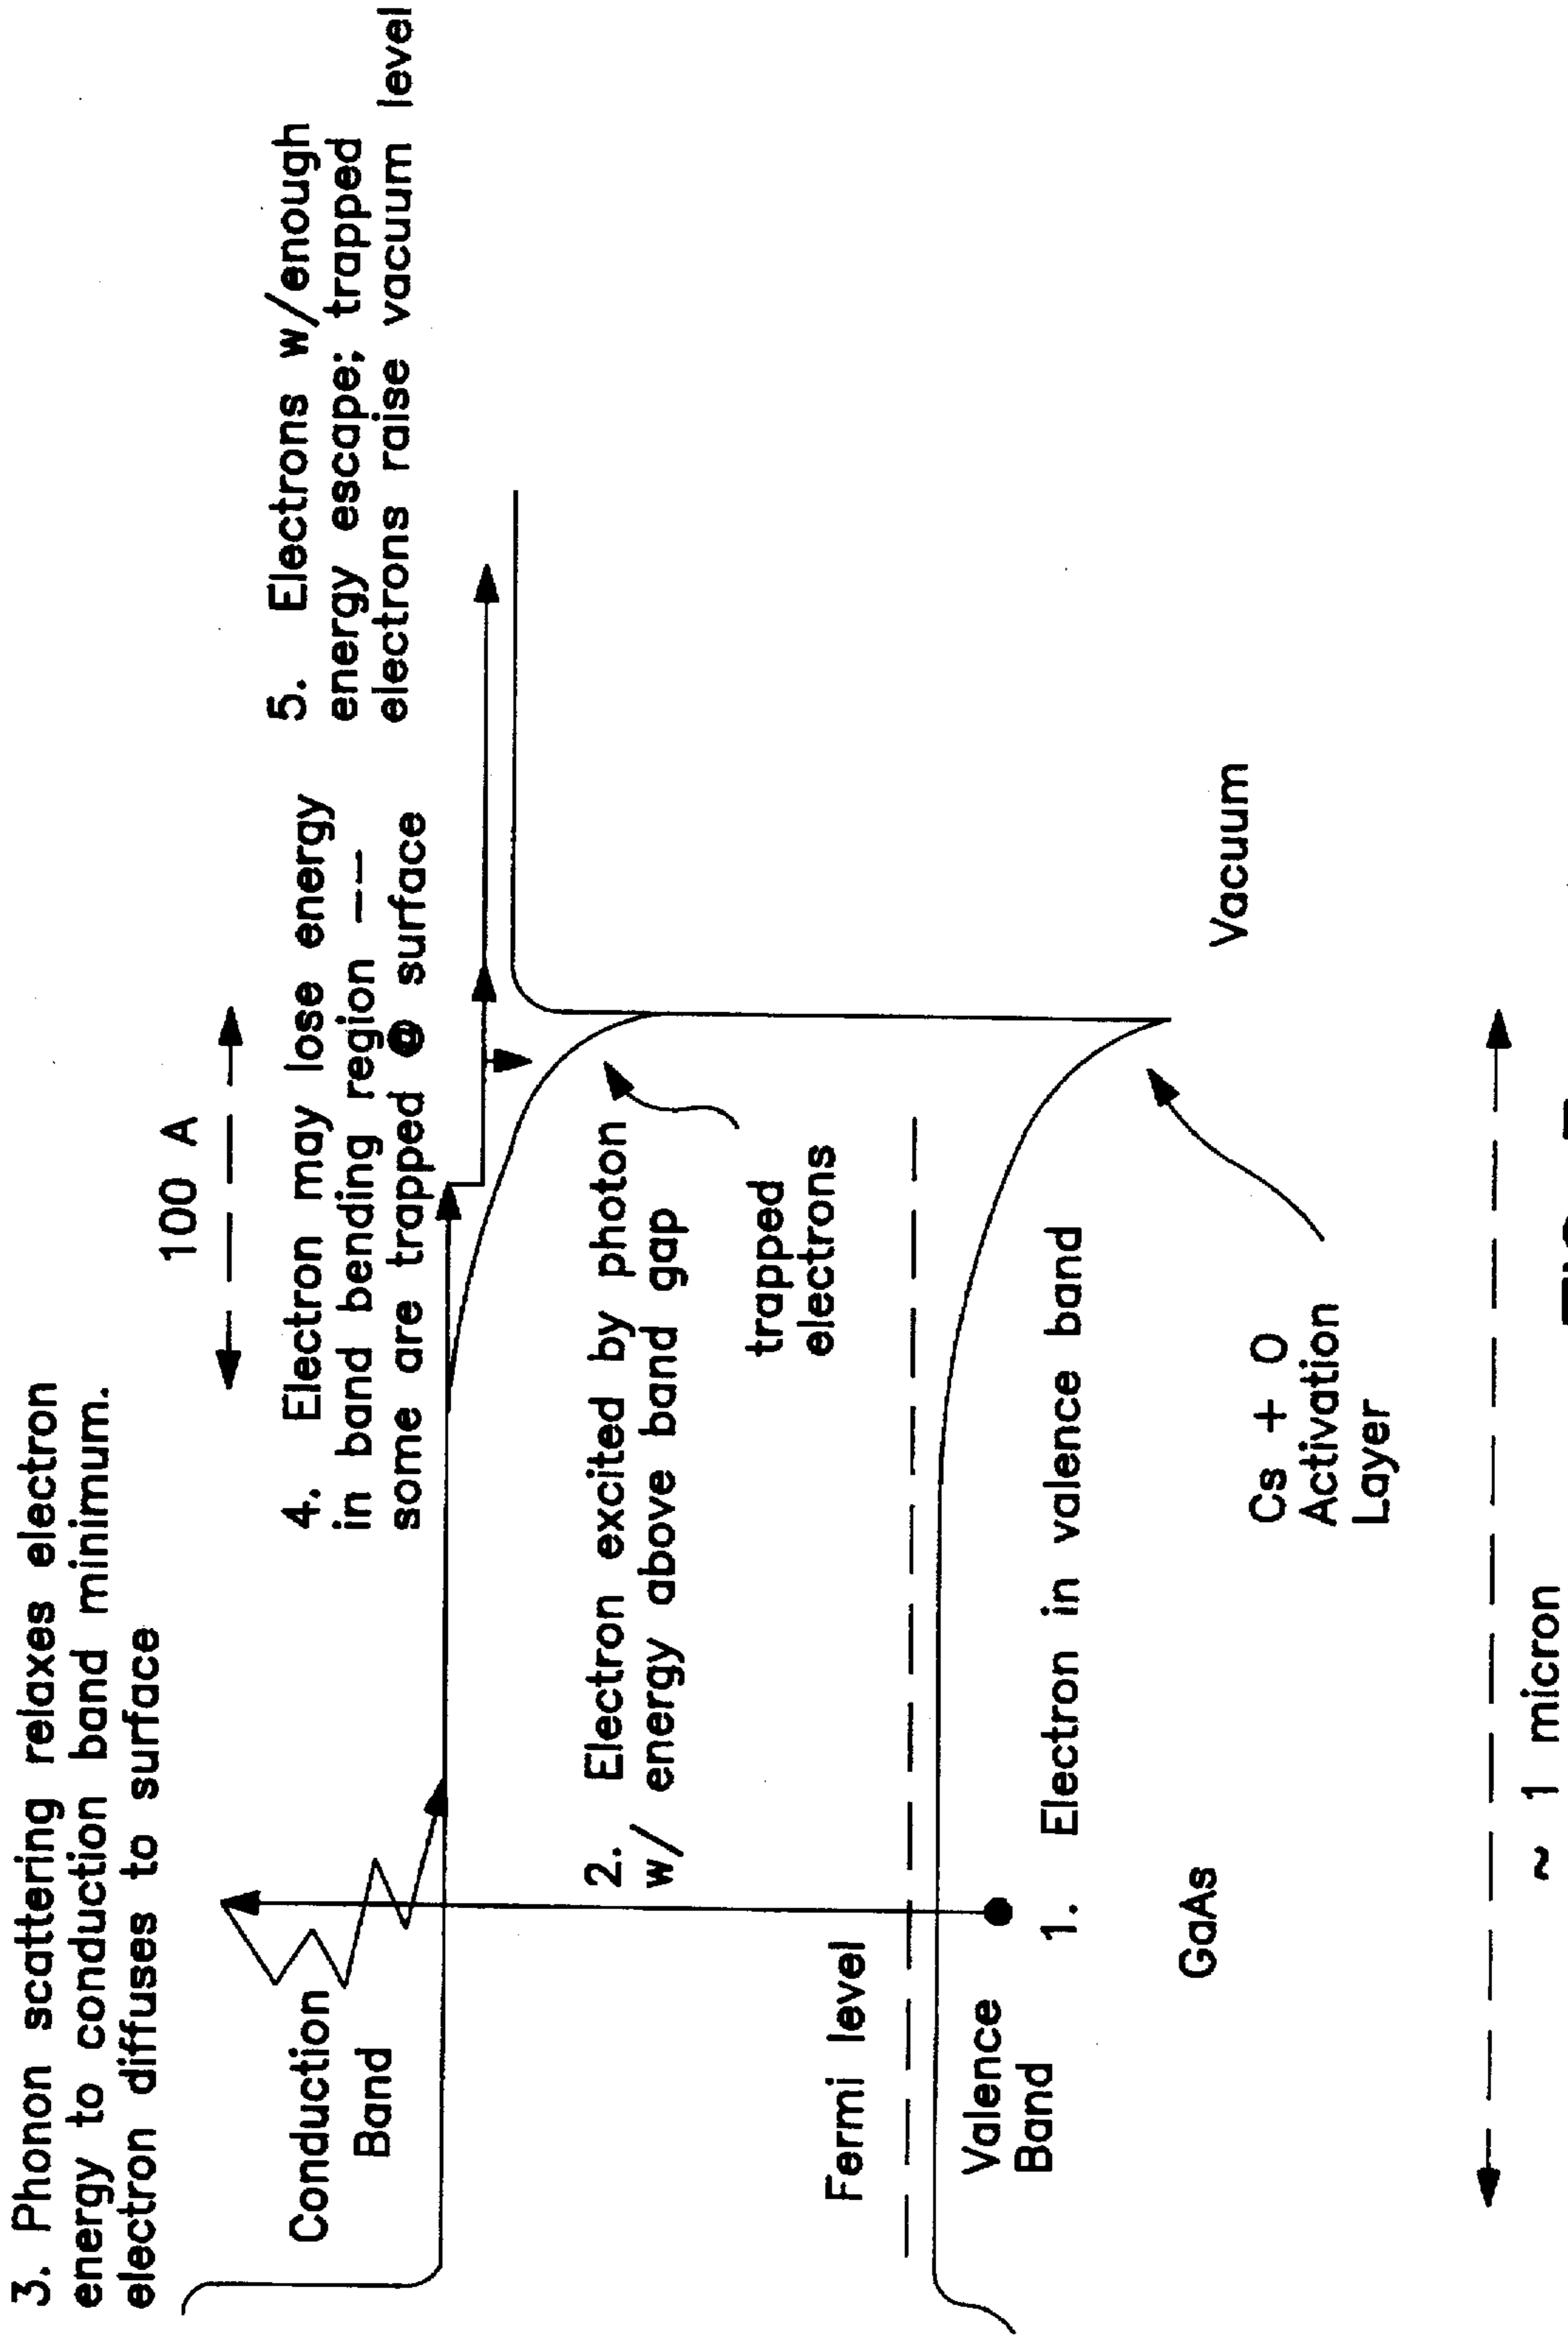 3. Phonon scattering relaxes electron
energy to conduction band minimum.
electron diffuses to surface
100 A
4. Electron may lose energy
in band bending region --
some are trapped @ surface
5. Electrons w/enough
energy escape; trapped
electrons raise vacuum level
Conduction
Band
2. Electron excited by photon
w/ energy above band gap
trapped
electrons
Fermi level
Valence
Band
1. Electron in valence band
GaAs
Cs + O
Activation
Layer
Vacuum
~ 1 micron